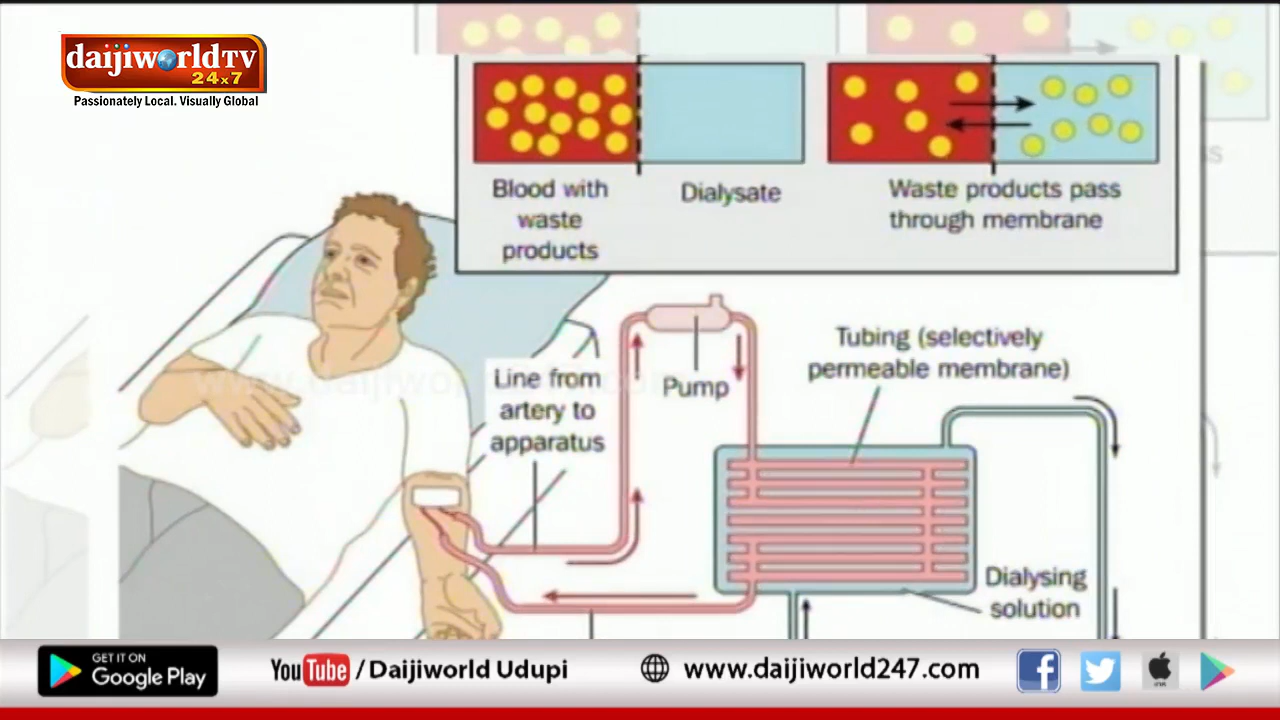 daijiworldTV
24x7
Passionately Local. Visually Global
Blood with
waste
products
Dialysate
Waste products pass
through membrane
Line from
artery to
apparatus
Pump
Tubing (selectively
permeable membrane)
Dialysing
solution
GET IT ON
Google Play
YouTube / Daijiworld Udupi
www.daijiworld247.com